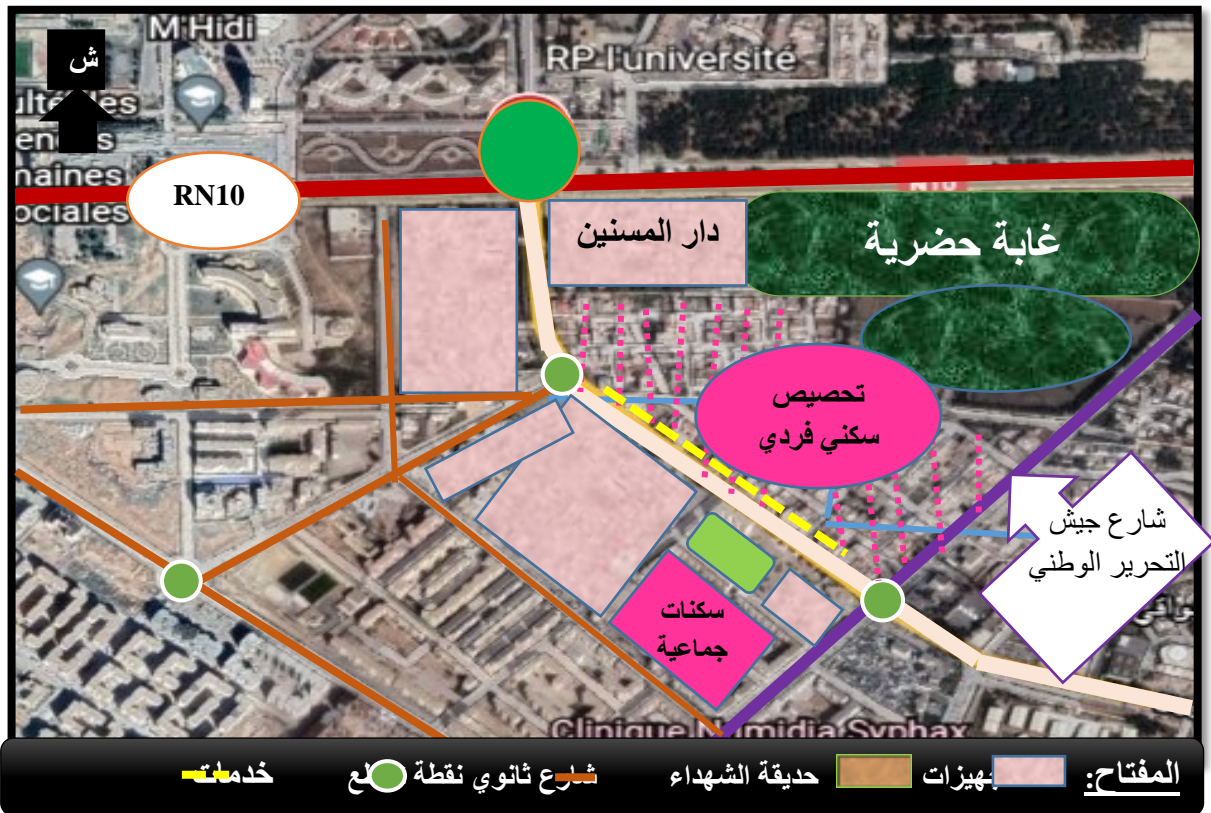 M'Hidi
ش
RP l'université
RN10
N10
دار المسنين
غابة حضرية
تحصيص
سكني فردي
شارع جيش
التحرير الوطني
سكنات
جماعية
Clinique Numidia Syphax
المفتاح: تجهيزات حديقة الشهداء شارع ثانوي نقطة خدمات